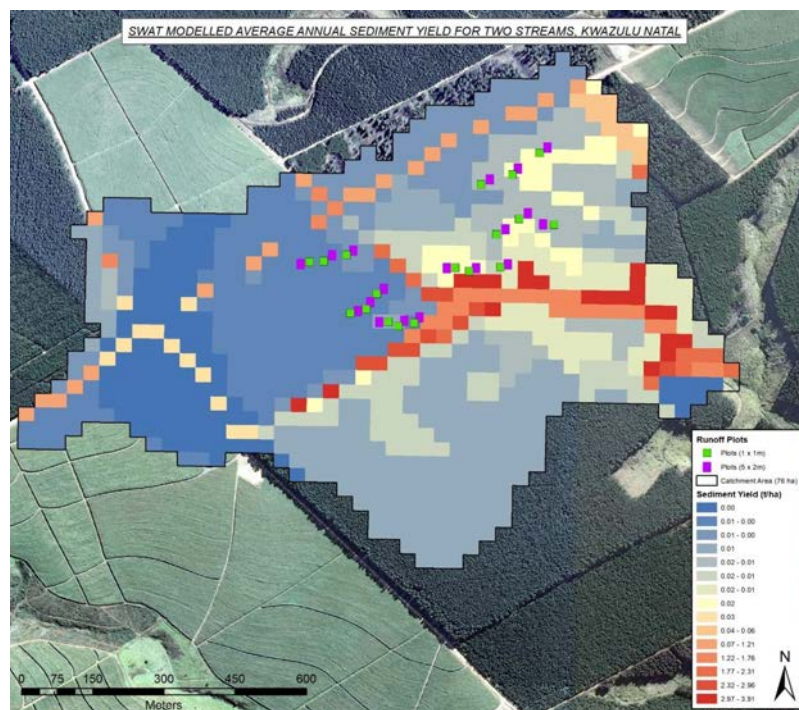 SWAT MODELLED AVERAGE ANNUAL SEDIMENT YIELD FOR TWO STREAMS, KWAZULU NATAL
Runoff Plots
Plots (1 x 1m)
Plots (5 x 2m)
Catchment Area (76 ha)
Sediment Yield (t/ha)
0.00
0.01 - 0.00
0.01 - 0.00
0.01
0.02 - 0.01
0.02 - 0.01
0.02 - 0.01
0.02
0.03
0.04 - 0.06
0.07 - 1.21
1.22 - 1.76
1.77 - 2.31
2.32 - 2.96
2.97 - 3.91
N
0 75 150 300 450 600
Meters